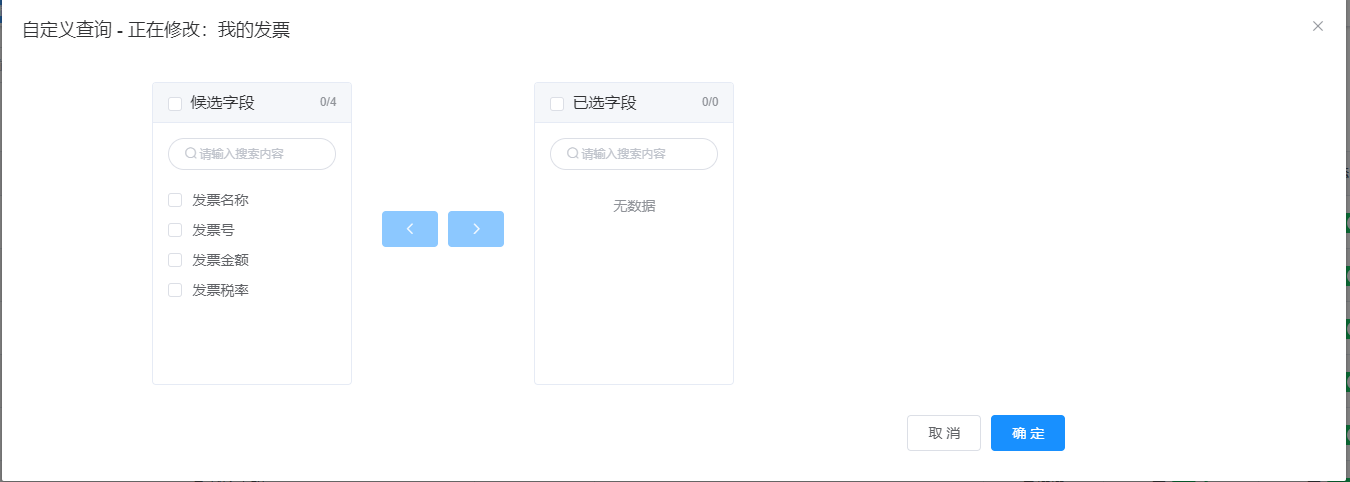 自定义查询 - 正在修改：我的发票
候选字段 0/4
请输入搜索内容
发票名称
发票号
发票金额
发票税率
已选字段 0/0
请输入搜索内容
无数据
取消 确定